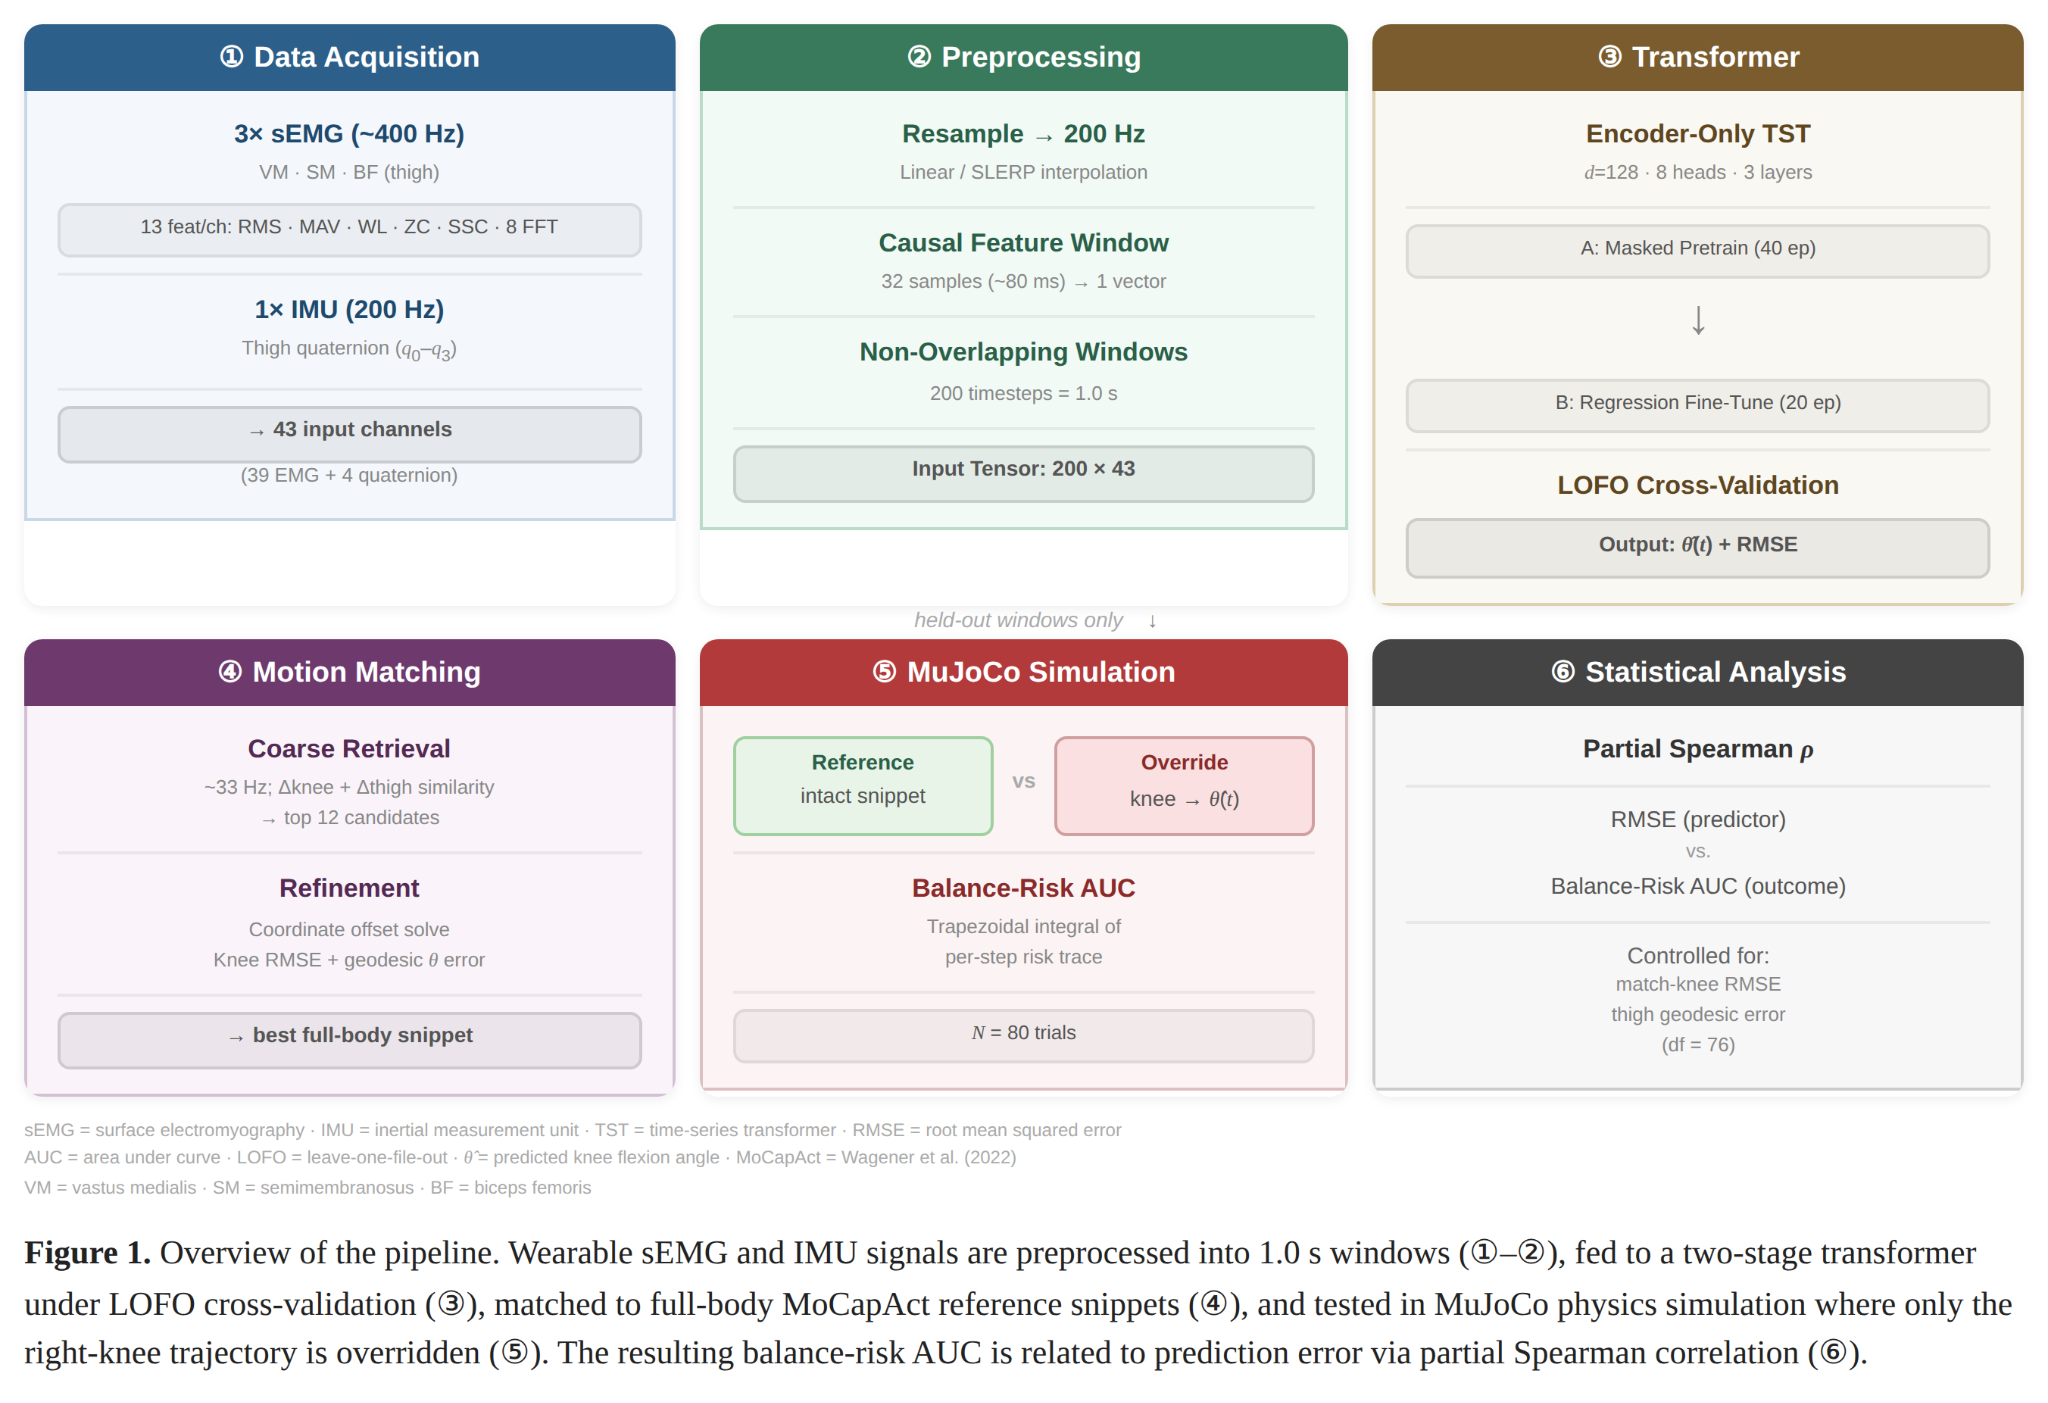 ① Data Acquisition
3× sEMG (~400 Hz)
VM · SM · BF (thigh)
13 feat/ch: RMS · MAV · WL · ZC · SSC · 8 FFT
1× IMU (200 Hz)
Thigh quaternion (q₀–q₃)
→ 43 input channels
(39 EMG + 4 quaternion)
② Preprocessing
Resample → 200 Hz
Linear / SLERP interpolation
Causal Feature Window
32 samples (~80 ms) → 1 vector
Non-Overlapping Windows
200 timesteps = 1.0 s
Input Tensor: 200 × 43
③ Transformer
Encoder-Only TST
d=128 · 8 heads · 3 layers
A: Masked Pretrain (40 ep)
↓
B: Regression Fine-Tune (20 ep)
LOFO Cross-Validation
Output: θ̂(t) + RMSE
held-out windows only ↓
④ Motion Matching
Coarse Retrieval
~33 Hz; Δknee + Δthigh similarity
→ top 12 candidates
Refinement
Coordinate offset solve
Knee RMSE + geodesic θ error
→ best full-body snippet
⑤ MuJoCo Simulation
Reference
intact snippet
vs
Override
knee → θ̂(t)
Balance-Risk AUC
Trapezoidal integral of
per-step risk trace
N = 80 trials
⑥ Statistical Analysis
Partial Spearman ρ
RMSE (predictor)
vs.
Balance-Risk AUC (outcome)
Controlled for:
match-knee RMSE
thigh geodesic error
(df = 76)
sEMG = surface electromyography · IMU = inertial measurement unit · TST = time-series transformer · RMSE = root mean squared error
AUC = area under curve · LOFO = leave-one-file-out · θ̂ = predicted knee flexion angle · MoCapAct = Wagener et al. (2022)
VM = vastus medialis · SM = semimembranosus · BF = biceps femoris
Figure 1. Overview of the pipeline. Wearable sEMG and IMU signals are preprocessed into 1.0 s windows (①–②), fed to a two-stage transformer
under LOFO cross-validation (③), matched to full-body MoCapAct reference snippets (④), and tested in MuJoCo physics simulation where only the
right-knee trajectory is overridden (⑤). The resulting balance-risk AUC is related to prediction error via partial Spearman correlation (⑥).